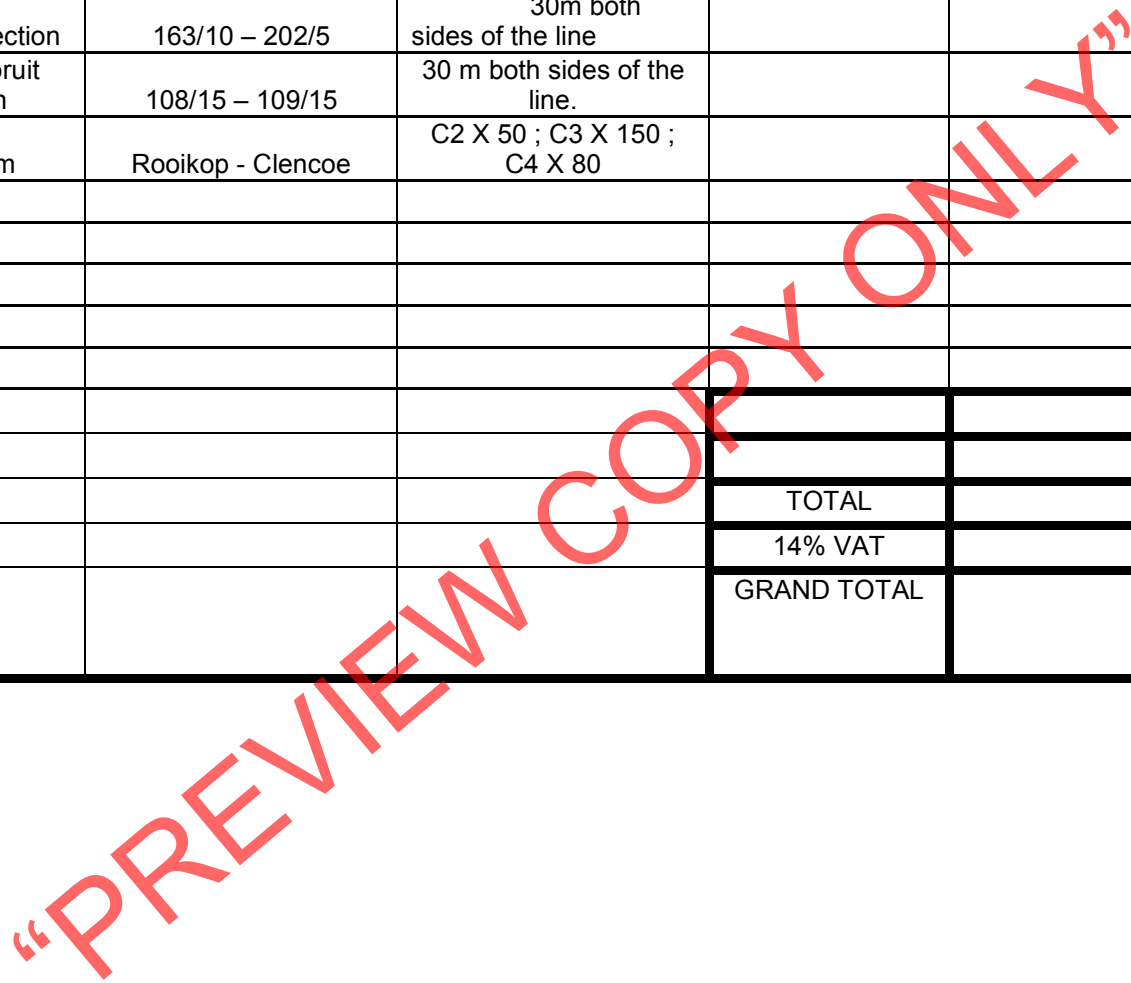 30m both
ection 163/10 – 202/5 sides of the line
ruit 30 m both sides of the
108/15 – 109/15 line.
C2 X 50 ; C3 X 150 ;
m Rooikop - Clencoe C4 X 80
TOTAL
14% VAT
GRAND TOTAL
“PREVIEW COPY ONLY”